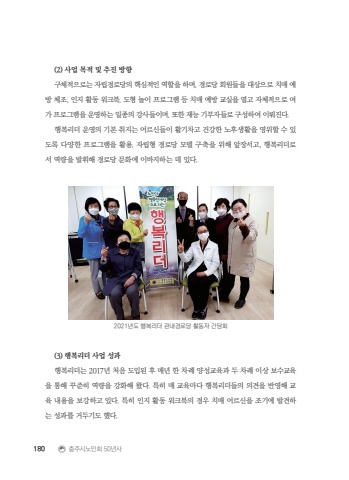 (2) 사업 목적 및 추진 방향
구체적으로는 자립경로당의 핵심적인 역할을 하며, 경로당 회원들을 대상으로 치매 예
방 체조, 인지 활동 워크북, 도형 놀이 프로그램 등 치매 예방 교실을 열고 자체적으로 여
가 프로그램을 운영하는 일종의 강사들이며, 또한 재능 기부자들로 구성하여 이뤄진다.
행복리더 운영의 기본 취지는 어르신들이 활기차고 건강한 노후생활을 영위할 수 있
도록 다양한 프로그램을 활용, 자립형 경로당 모델 구축을 위해 앞장서고, 행복리더로
서 역량을 발휘해 경로당 문화에 이바지하는 데 있다.
행복리더
2021년도 행복리더 관내경로당 활동자 간담회
(3) 행복리더 사업 성과
행복리더는 2017년 처음 도입된 후 매년 한 차례 양성교육과 두 차례 이상 보수교육
을 통해 꾸준히 역량을 강화해 왔다. 특히 매 교육마다 행복리더들의 의견을 반영해 교
육 내용을 보강하고 있다. 특히 인지 활동 워크북의 경우 치매 어르신을 조기에 발견하
는 성과를 거두기도 했다.
180 충주시노인회 50년사